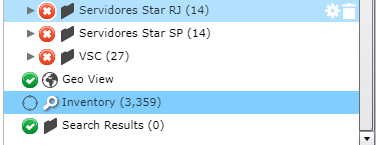 Servidores Star RJ (14)
Servidores Star SP (14)
VSC (27)
Geo View
Inventory (3,359)
Search Results (0)